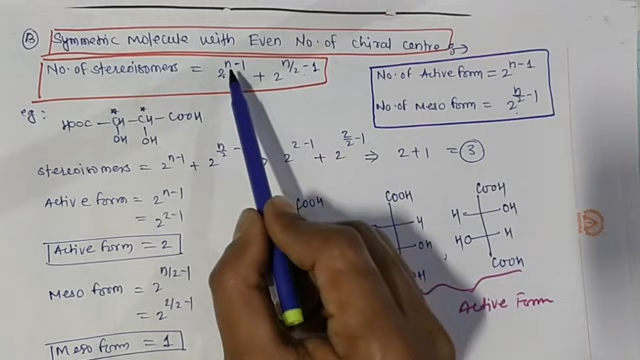 Ⓑ Symmetric Molecule with Even No. of chiral centre :→
No. of stereoisomers = 2^(n-1) + 2^(n/2 - 1)
No. of Active form = 2^(n-1)
No. of Meso form = 2^(n/2 - 1)
eg:
HOOC - *CH - *CH - COOH
OH OH
Stereoisomers = 2^(n-1) + 2^(n/2 - 2^(2-1) + 2^(2/2 - 1) ⇒ 2+1 = ③
Active form = 2^(n-1)
= 2^(2-1)
Active form = 2
Meso form = 2^(n/2 - 1)
= 2^(2/2 - 1)
Meso form = 1
COOH
COOH
H
OH
OH
COOH
H OH
HO H
COOH
Active Form